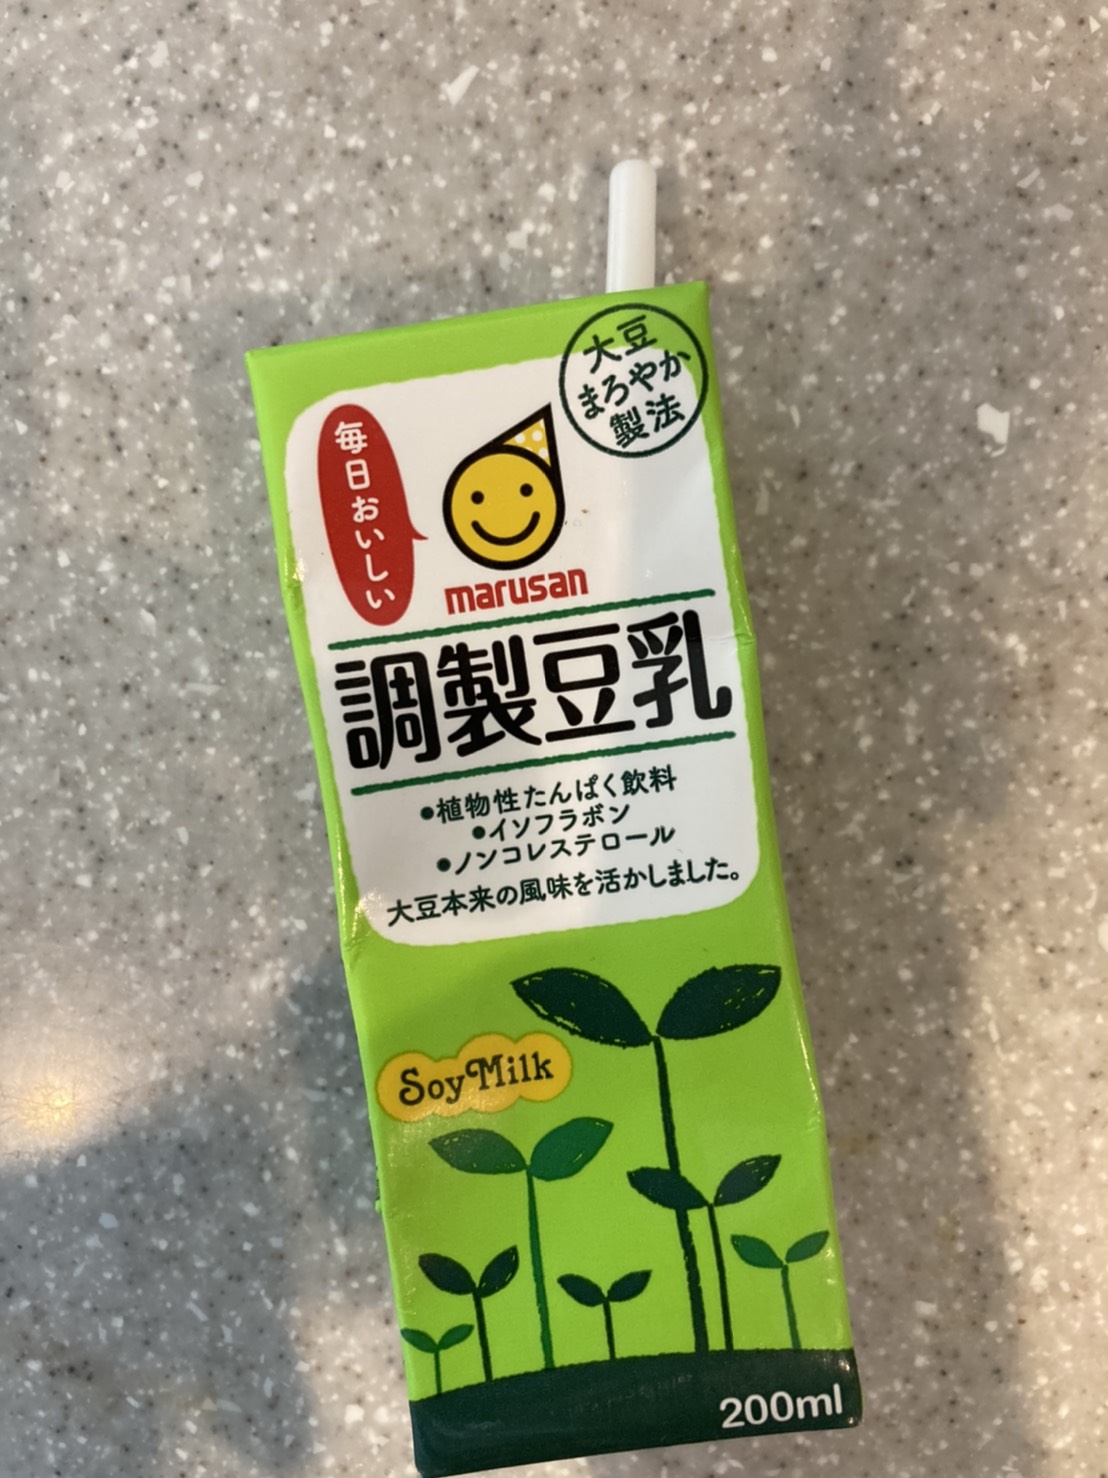 大豆
まろやか
製法
毎日おいしい
marusan
調製豆乳
●植物性たんぱく飲料
●イソフラボン
●ノンコレステロール
大豆本来の風味を活かしました。
Soy Milk
200ml